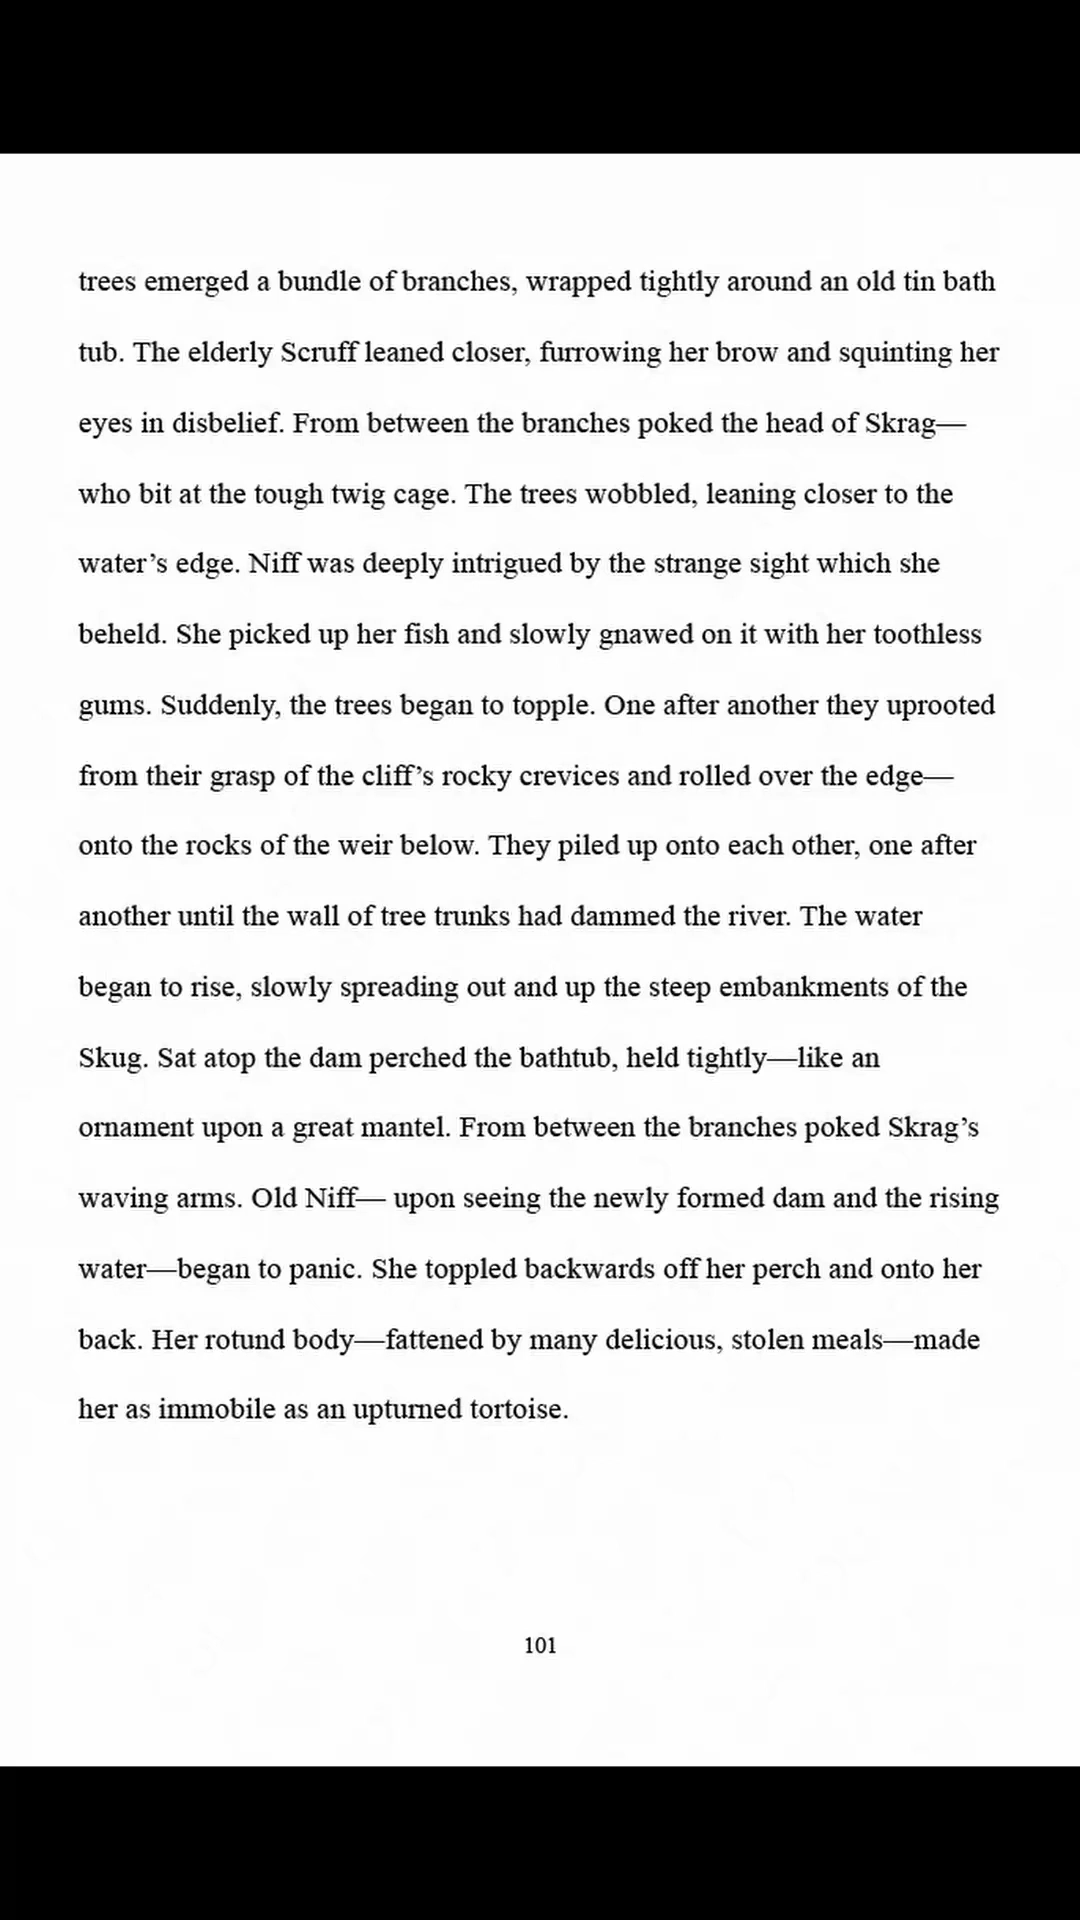 trees emerged a bundle of branches, wrapped tightly around an old tin bath
tub. The elderly Scruff leaned closer, furrowing her brow and squinting her
eyes in disbelief. From between the branches poked the head of Skrag—
who bit at the tough twig cage. The trees wobbled, leaning closer to the
water’s edge. Niff was deeply intrigued by the strange sight which she
beheld. She picked up her fish and slowly gnawed on it with her toothless
gums. Suddenly, the trees began to topple. One after another they uprooted
from their grasp of the cliff’s rocky crevices and rolled over the edge—
onto the rocks of the weir below. They piled up onto each other, one after
another until the wall of tree trunks had dammed the river. The water
began to rise, slowly spreading out and up the steep embankments of the
Skug. Sat atop the dam perched the bathtub, held tightly—like an
ornament upon a great mantel. From between the branches poked Skrag’s
waving arms. Old Niff— upon seeing the newly formed dam and the rising
water—began to panic. She toppled backwards off her perch and onto her
back. Her rotund body—fattened by many delicious, stolen meals—made
her as immobile as an upturned tortoise.
101